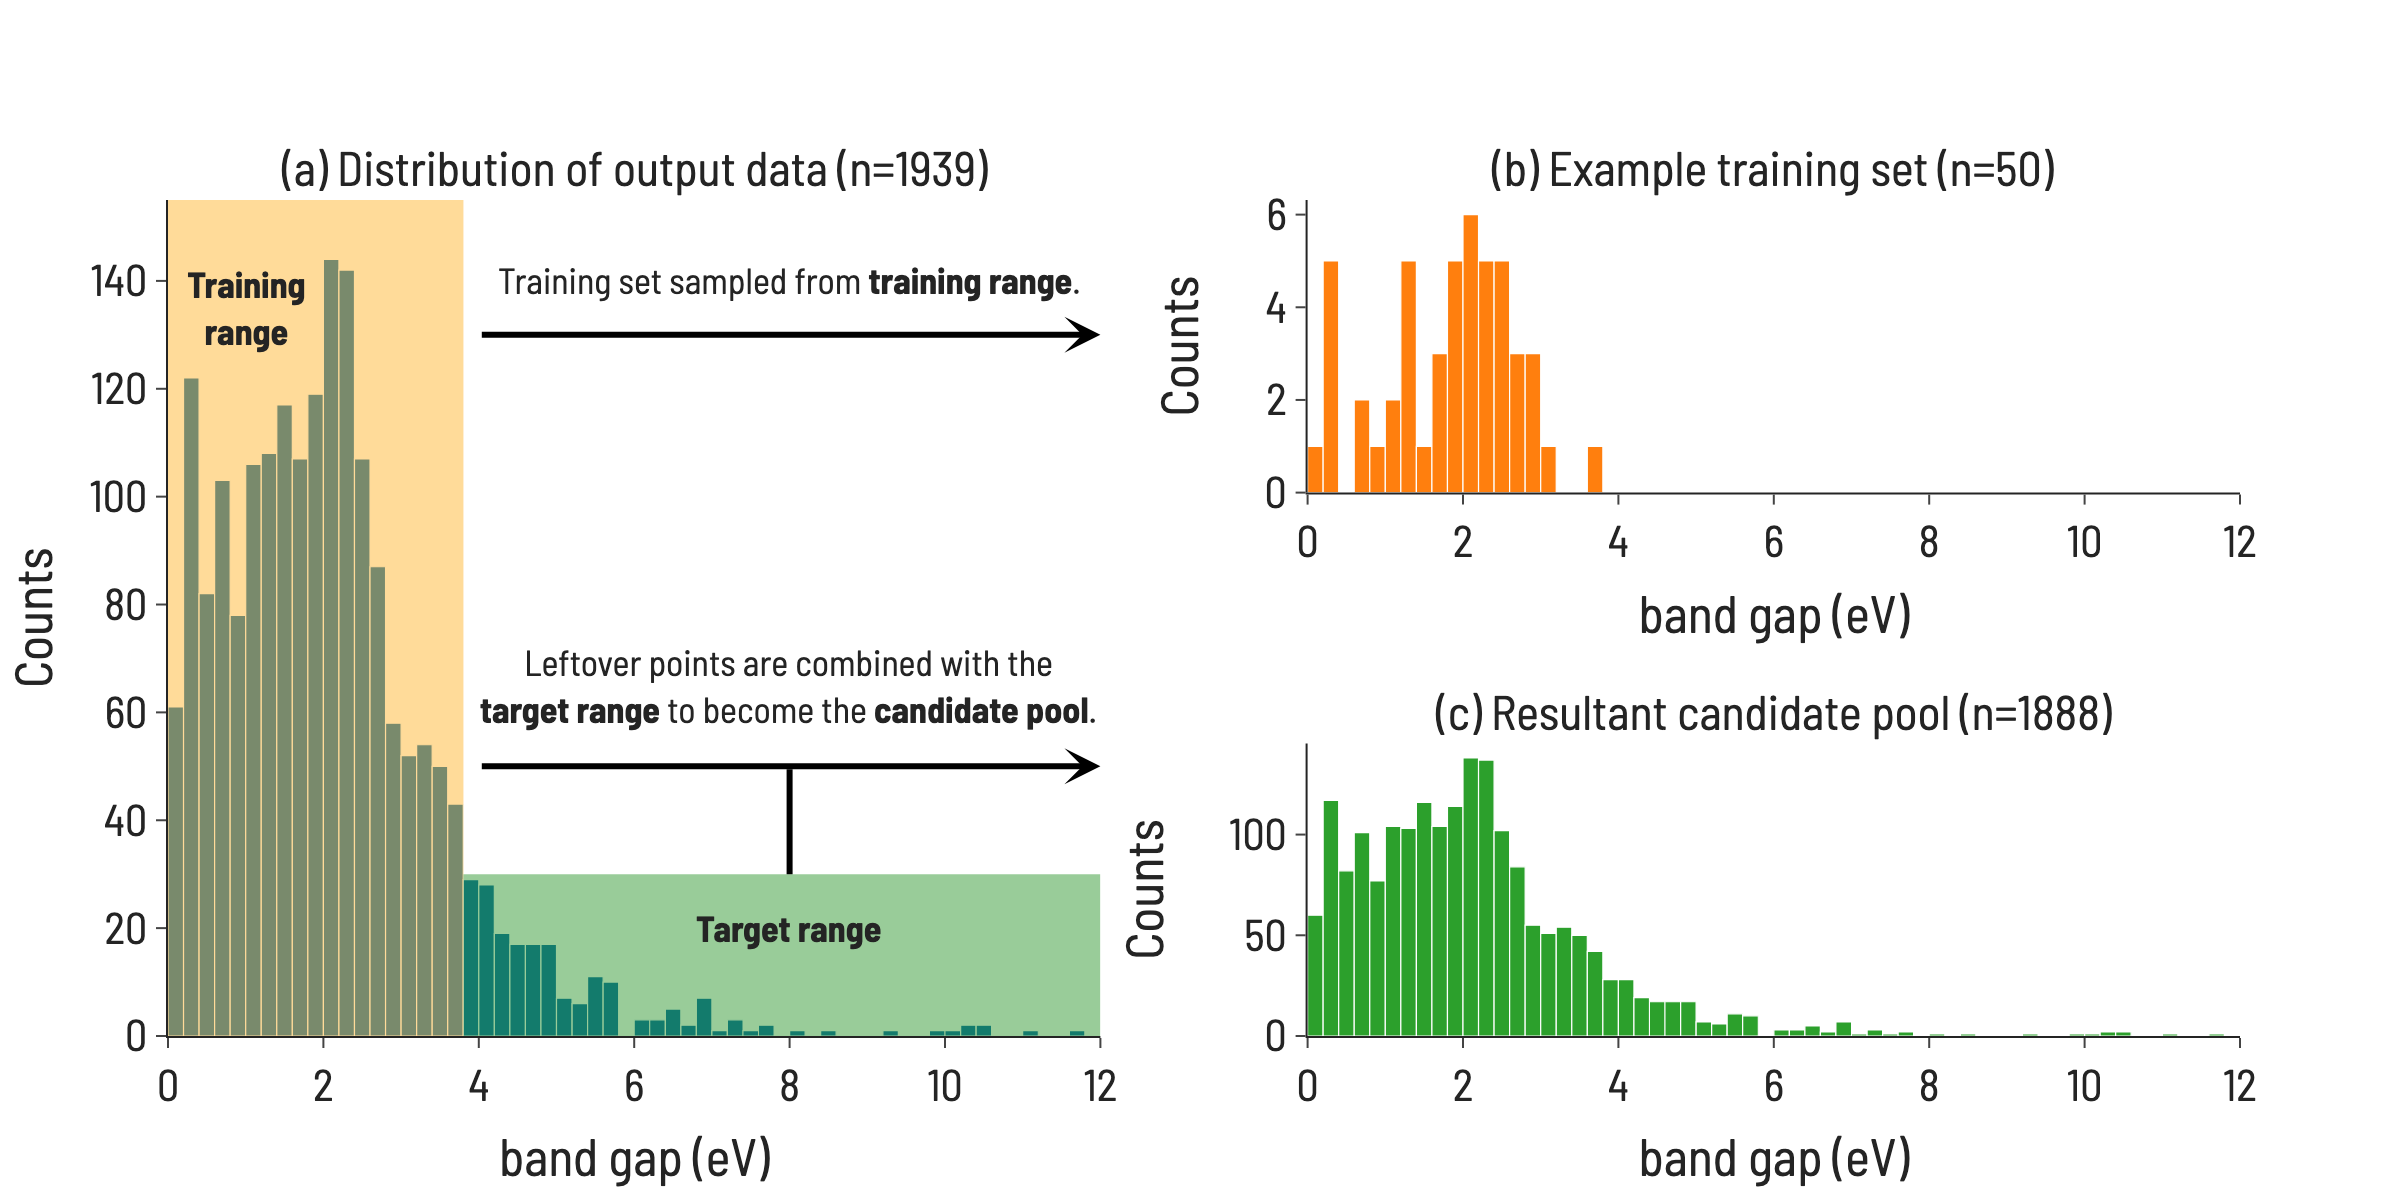 (a) Distribution of output data (n=1939)
Training
range
Training set sampled from training range.
Leftover points are combined with the
target range to become the candidate pool.
Target range
Counts
140
120
100
80
60
40
20
0
0 2 4 6 8 10 12
band gap (eV)
(b) Example training set (n=50)
Counts
6
4
2
0
0 2 4 6 8 10 12
band gap (eV)
(c) Resultant candidate pool (n=1888)
Counts
100
50
0
0 2 4 6 8 10 12
band gap (eV)